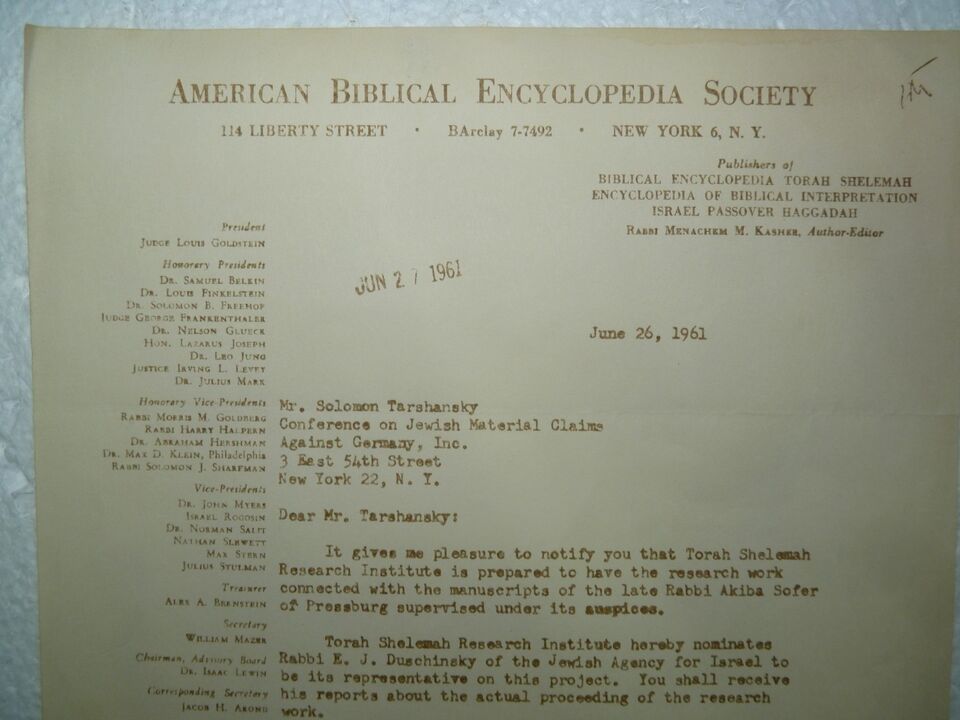 AMERICAN BIBLICAL ENCYCLOPEDIA SOCIETY
114 LIBERTY STREET • BArclay 7-7492 • NEW YORK 6, N. Y.
Publishers of
BIBLICAL ENCYCLOPEDIA TORAH SHELEMAH
ENCYCLOPEDIA OF BIBLICAL INTERPRETATION
ISRAEL PASSOVER HAGGADAH
RABBI MENACHEM M. KASHER, Author-Editor
President
JUDGE LOUIS GOLDSTEIN
Honorary Presidents
DR. SAMUEL BELKIN
DR. LOUIS FINKELSTEIN
DR. SOLOMON B. FREEHOF
JUDGE GEORGE FRANKENTHALER
DR. NELSON GLUECK
HON. LAZARUS JOSEPH
DR. LEO JUNG
JUSTICE IRVING L. LEVEY
DR. JULIUS MARK
Honorary Vice-Presidents
RABBI MORRIS M. GOLDBERG
RABBI HARRY HALPERN
DR. ABRAHAM HERSHMAN
DR. MAX D. KLEIN, Philadelphia
RABBI SOLOMON J. SHARFMAN
Vice-Presidents
DR. JOHN MYERS
ISRAEL ROGOSIN
DR. NORMAN SALIT
NATHAN
MAX STERN
JULIUS STULMAN
Treasurer
ALEX A. BERNSTEIN
Secretary
WILLIAM MAZER
Chairman, Advisory Board
DR. ISAAC LEWIN
Corresponding Secretary
JACOB H.
JUN 27 1961
June 26, 1961
Mr. Solomon Tarshansky
Conference on Jewish Material Claims
Against Germany, Inc.
3 East 54th Street
New York 22, N. Y.
Dear Mr. Tarshansky:
It gives me pleasure to notify you that Torah Shelemah
Research Institute is prepared to have the research work
connected with the manuscripts of the late Rabbi Akiba Sofer
of Pressburg supervised under its auspices.
Torah Shelemah Research Institute hereby nominates
Rabbi E. J. Duschinsky of the Jewish Agency for Israel to
be its representative on this project. You shall receive
his reports about the actual proceeding of the research
work.